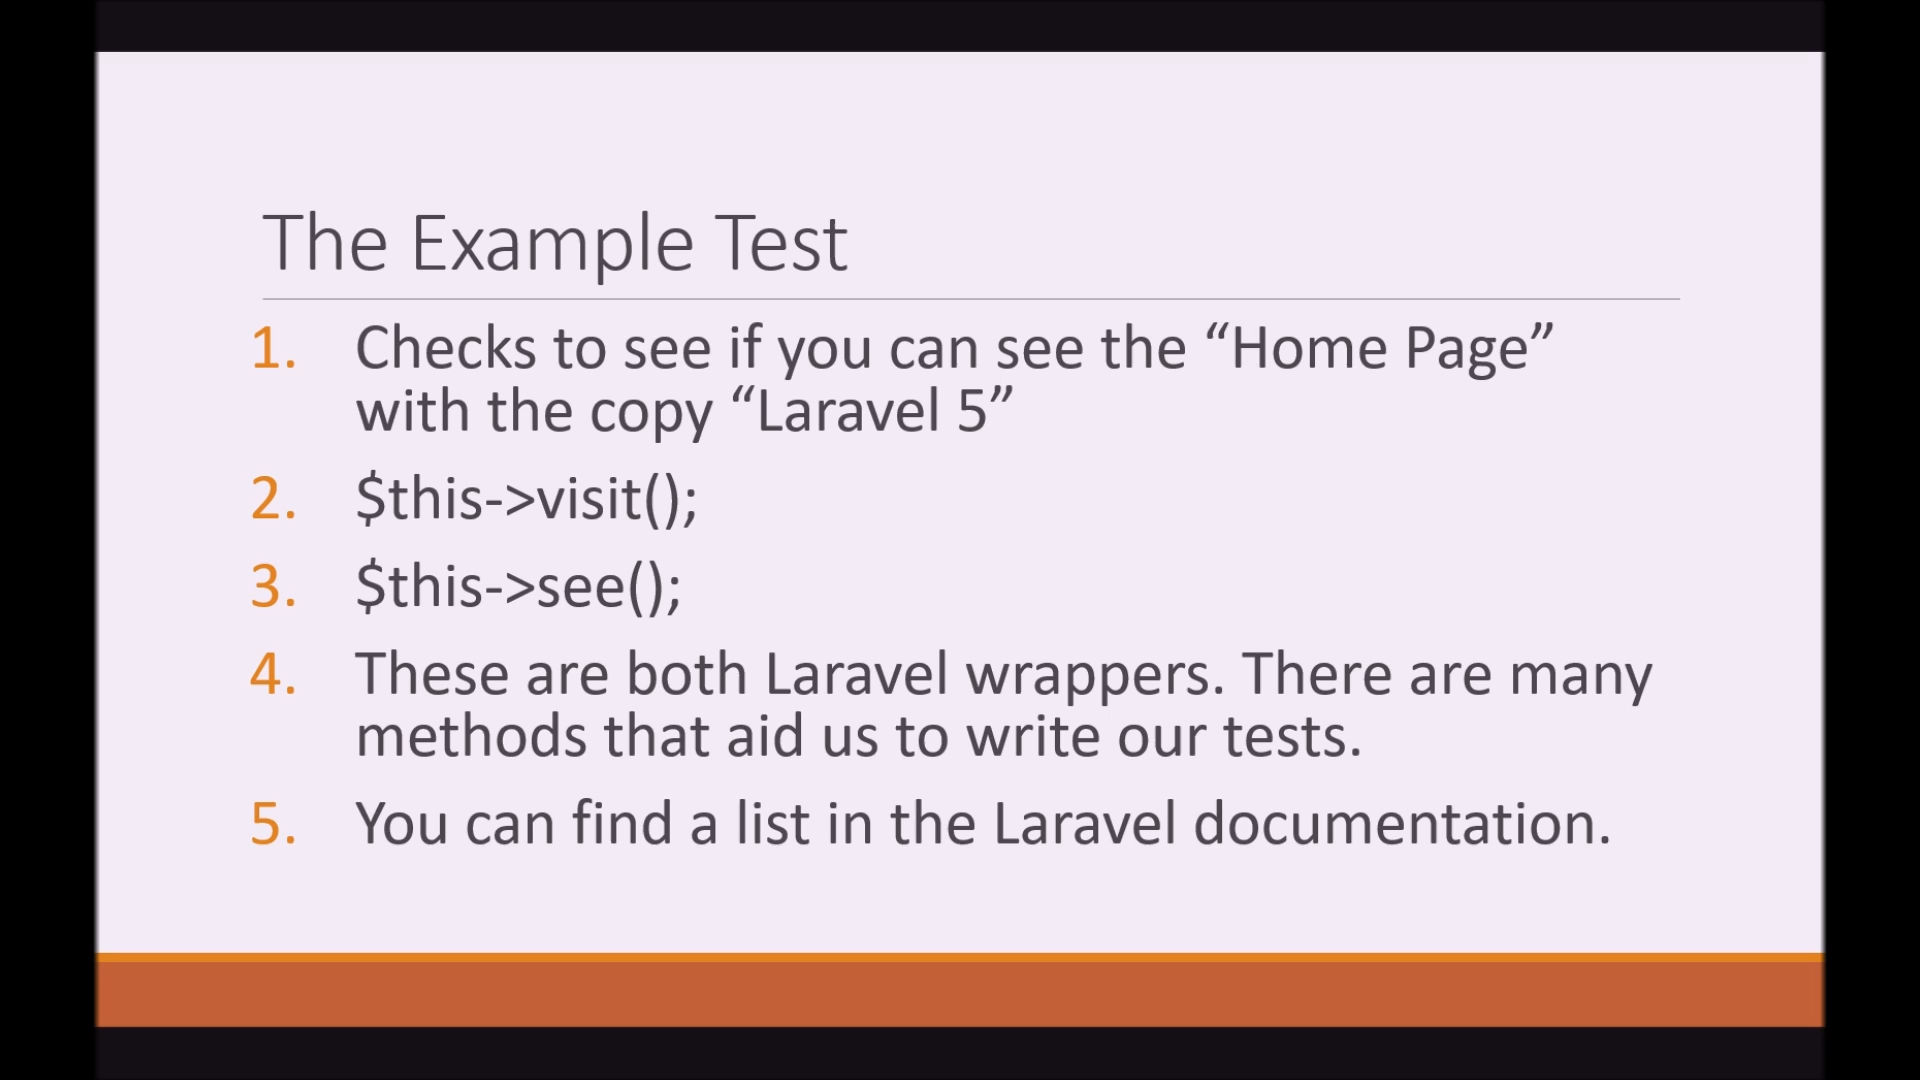 The Example Test
1. Checks to see if you can see the “Home Page”
with the copy “Laravel 5”
2. $this->visit();
3. $this->see();
4. These are both Laravel wrappers. There are many
methods that aid us to write our tests.
5. You can find a list in the Laravel documentation.